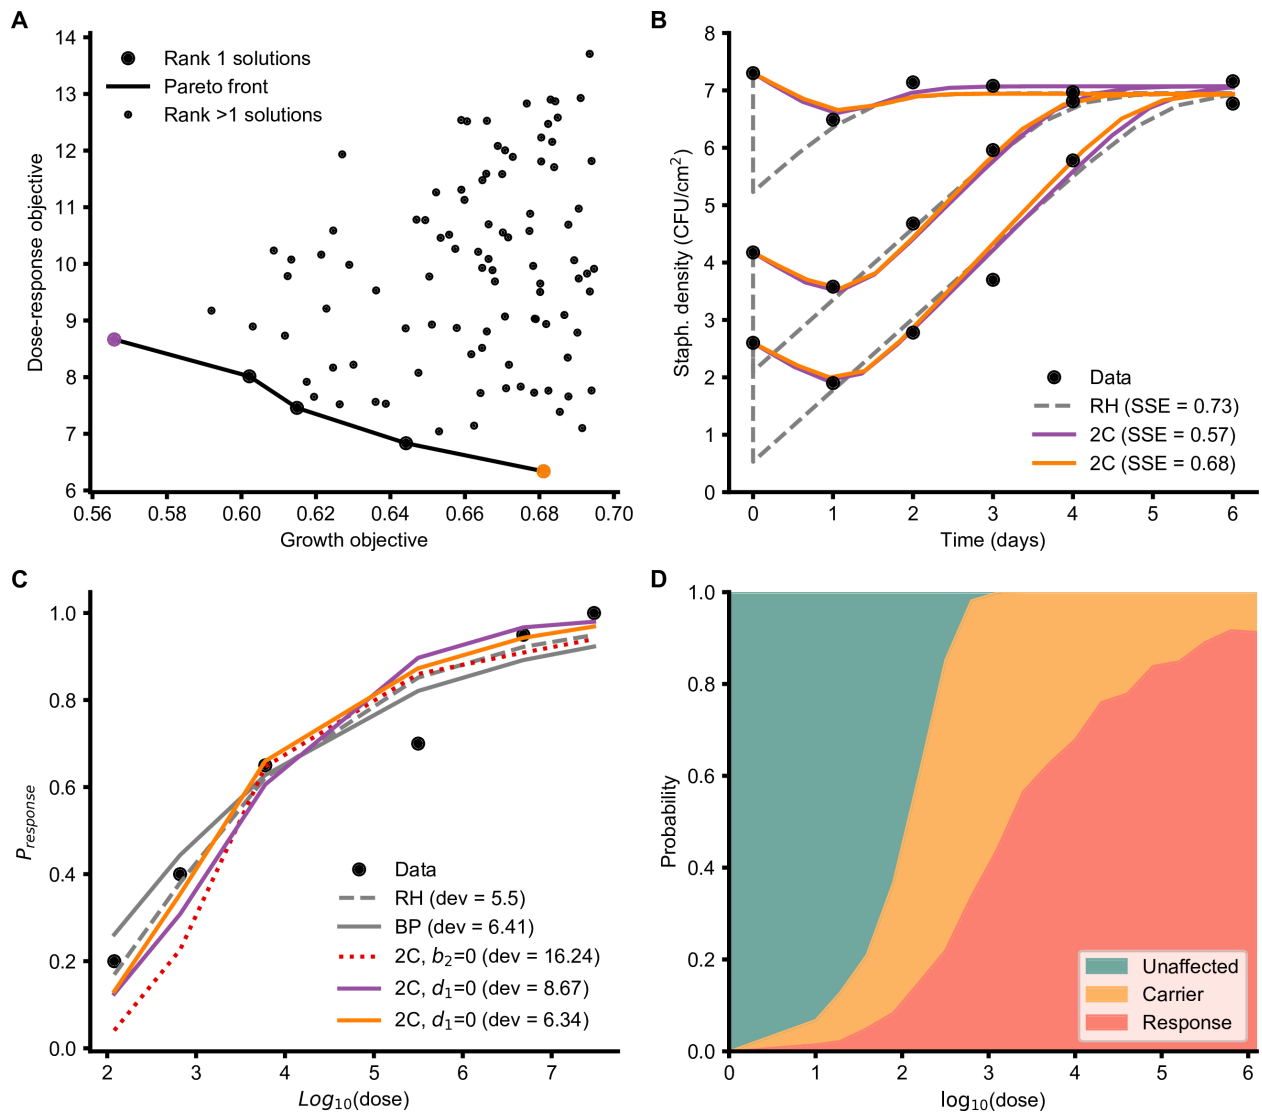 A
14
13
12
11
10
9
8
7
6
0.56
0.58
0.60
0.62
0.64
0.66
0.68
0.70
Dose-response objective
Growth objective
Rank 1 solutions
Pareto front
Rank >1 solutions
B
8
7
6
5
4
3
2
1
0
0
1
2
3
4
5
6
Staph. density (CFU/cm²)
Time (days)
Data
RH (SSE = 0.73)
2C (SSE = 0.57)
2C (SSE = 0.68)
C
1.0
0.8
0.6
0.4
0.2
0.0
2
3
4
5
6
7
P_response
Log₁₀(dose)
Data
RH (dev = 5.5)
BP (dev = 6.41)
2C, b₂=0 (dev = 16.24)
2C, d₁=0 (dev = 8.67)
2C, d₁=0 (dev = 6.34)
D
1.0
0.8
0.6
0.4
0.2
0.0
0
1
2
3
4
5
6
Probability
log₁₀(dose)
Unaffected
Carrier
Response